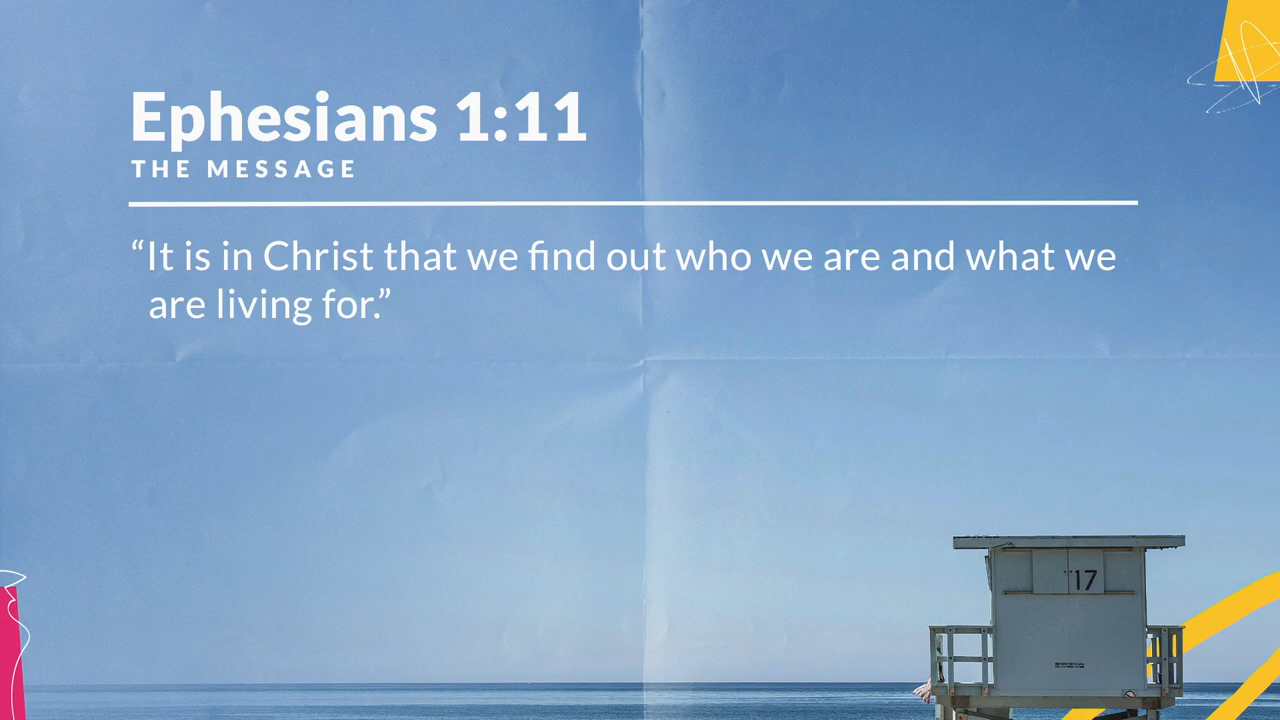 Ephesians 1:11
THE MESSAGE
“It is in Christ that we find out who we are and what we
are living for.”
17